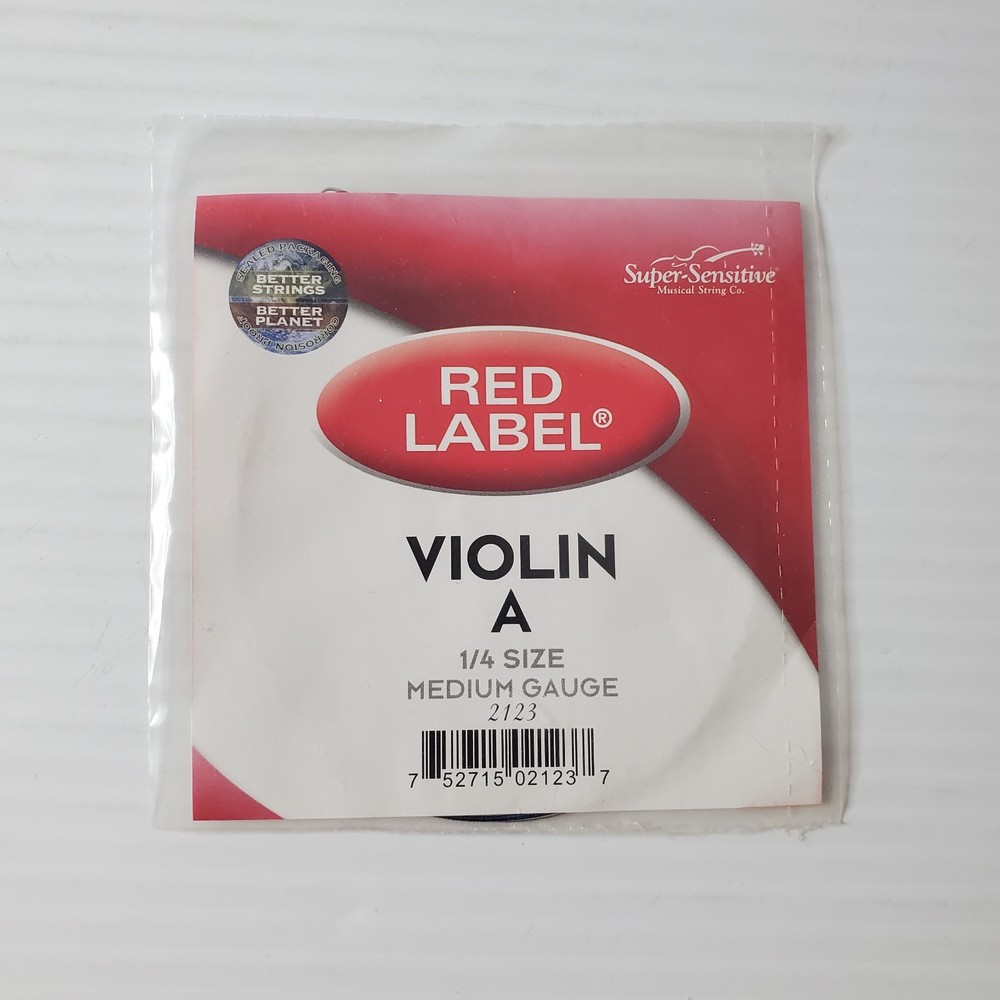 SEALED PACKAGING
BETTER
STRINGS
BETTER
PLANET
CORROSION PROOF
Super-Sensitive
Musical String Co.
RED
LABEL®
VIOLIN
A
1/4 SIZE
MEDIUM GAUGE
2123
7 52715 02123 7